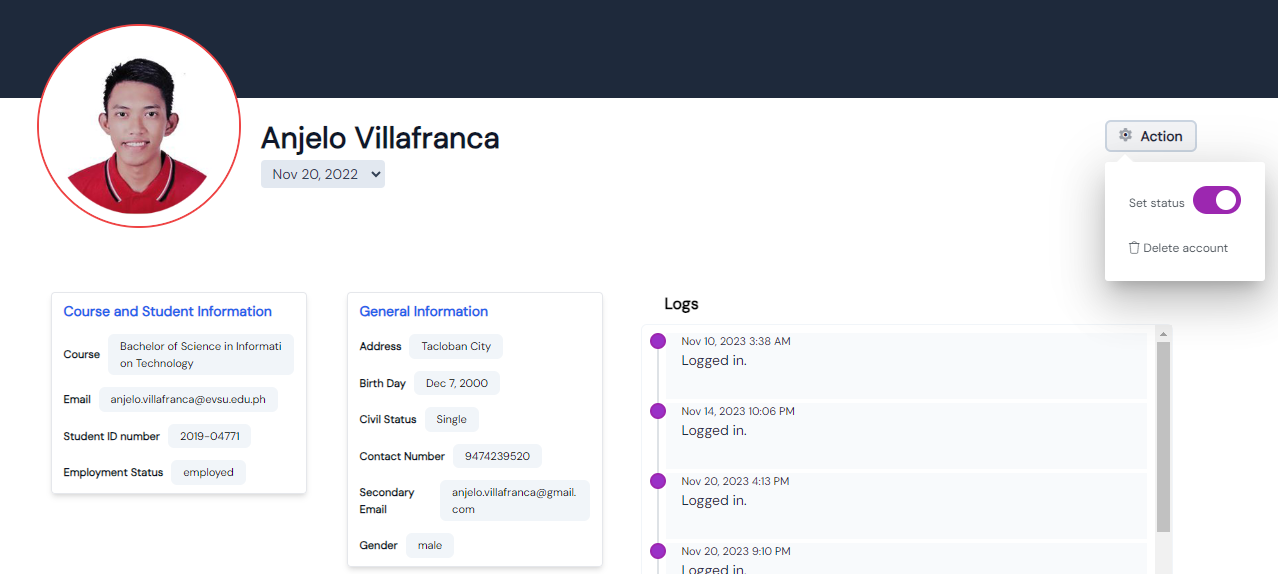 Anjelo Villafranca
Nov 20, 2022
Action
Set status
Delete account
Course and Student Information
Course
Bachelor of Science in Informati
on Technology
Email
anjelo.villafranca@evsu.edu.ph
Student ID number
2019-04771
Employment Status
employed
General Information
Address
Tacloban City
Birth Day
Dec 7, 2000
Civil Status
Single
Contact Number
9474239520
Secondary
Email
anjelo.villafranca@gmail.
com
Gender
male
Logs
Nov 10, 2023 3:38 AM
Logged in.
Nov 14, 2023 10:06 PM
Logged in.
Nov 20, 2023 4:13 PM
Logged in.
Nov 20, 2023 9:10 PM
Logged in.